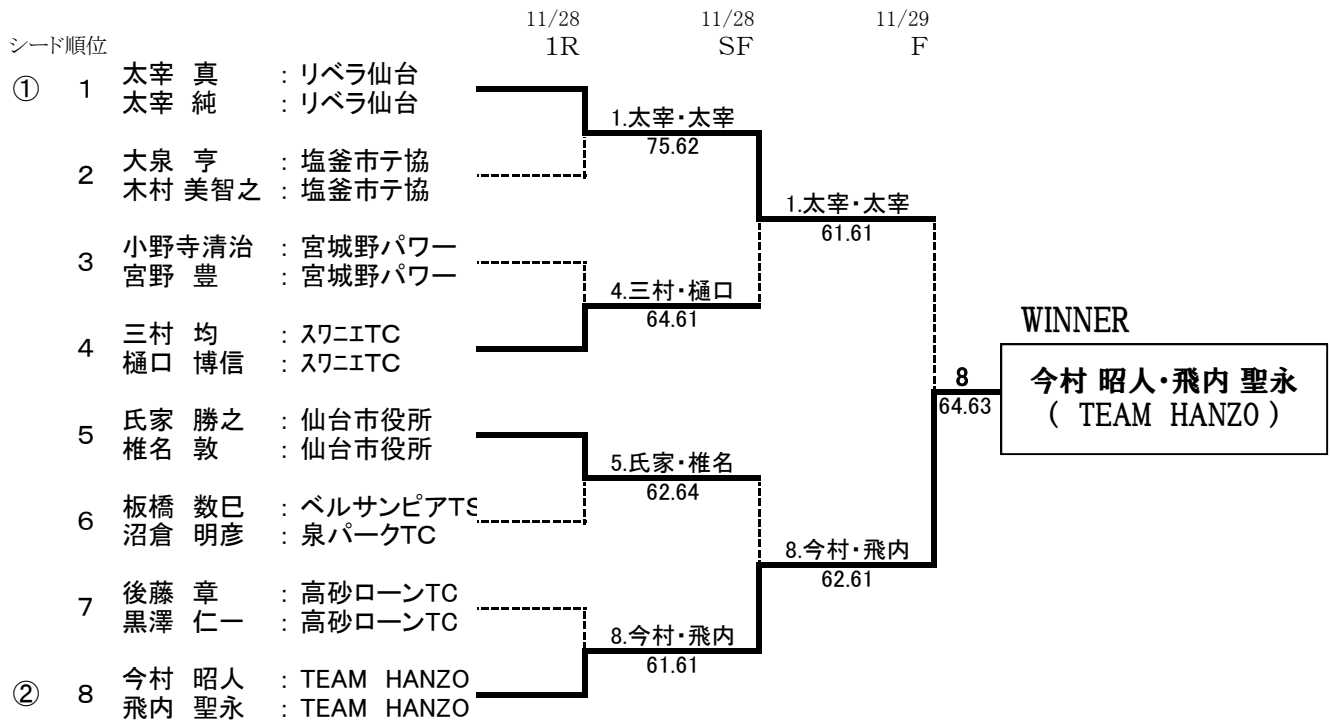 11/28 11/28 11/29
シード順位 1R SF F
① 1 太宰 真 : リベラ仙台
太宰 純 : リベラ仙台
1.太宰・太宰
75.62
2 大泉 亨 : 塩釜市テ協
木村 美智之 : 塩釜市テ協
1.太宰・太宰
61.61
3 小野寺清治 : 宮城野パワー
宮野 豊 : 宮城野パワー
4.三村・樋口
64.61
4 三村 均 : スワニエTC
樋口 博信 : スワニエTC
WINNER
8 今村 昭人・飛内 聖永
64.63 ( TEAM HANZO )
5 氏家 勝之 : 仙台市役所
椎名 敦 : 仙台市役所
5.氏家・椎名
62.64
6 板橋 数巳 : ベルサンピアTS
沼倉 明彦 : 泉パークTC
8.今村・飛内
62.61
7 後藤 章 : 高砂ローンTC
黒澤 仁一 : 高砂ローンTC
8.今村・飛内
61.61
② 8 今村 昭人 : TEAM HANZO
飛内 聖永 : TEAM HANZO